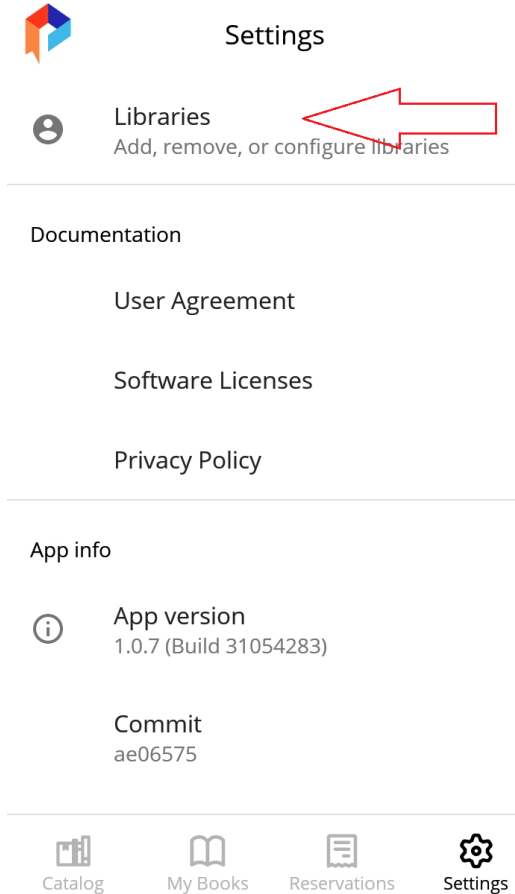 Settings
Libraries
Add, remove, or configure libraries
Documentation
User Agreement
Software Licenses
Privacy Policy
App info
App version
1.0.7 (Build 31054283)
Commit
ae06575
Catalog
My Books
Reservations
Settings